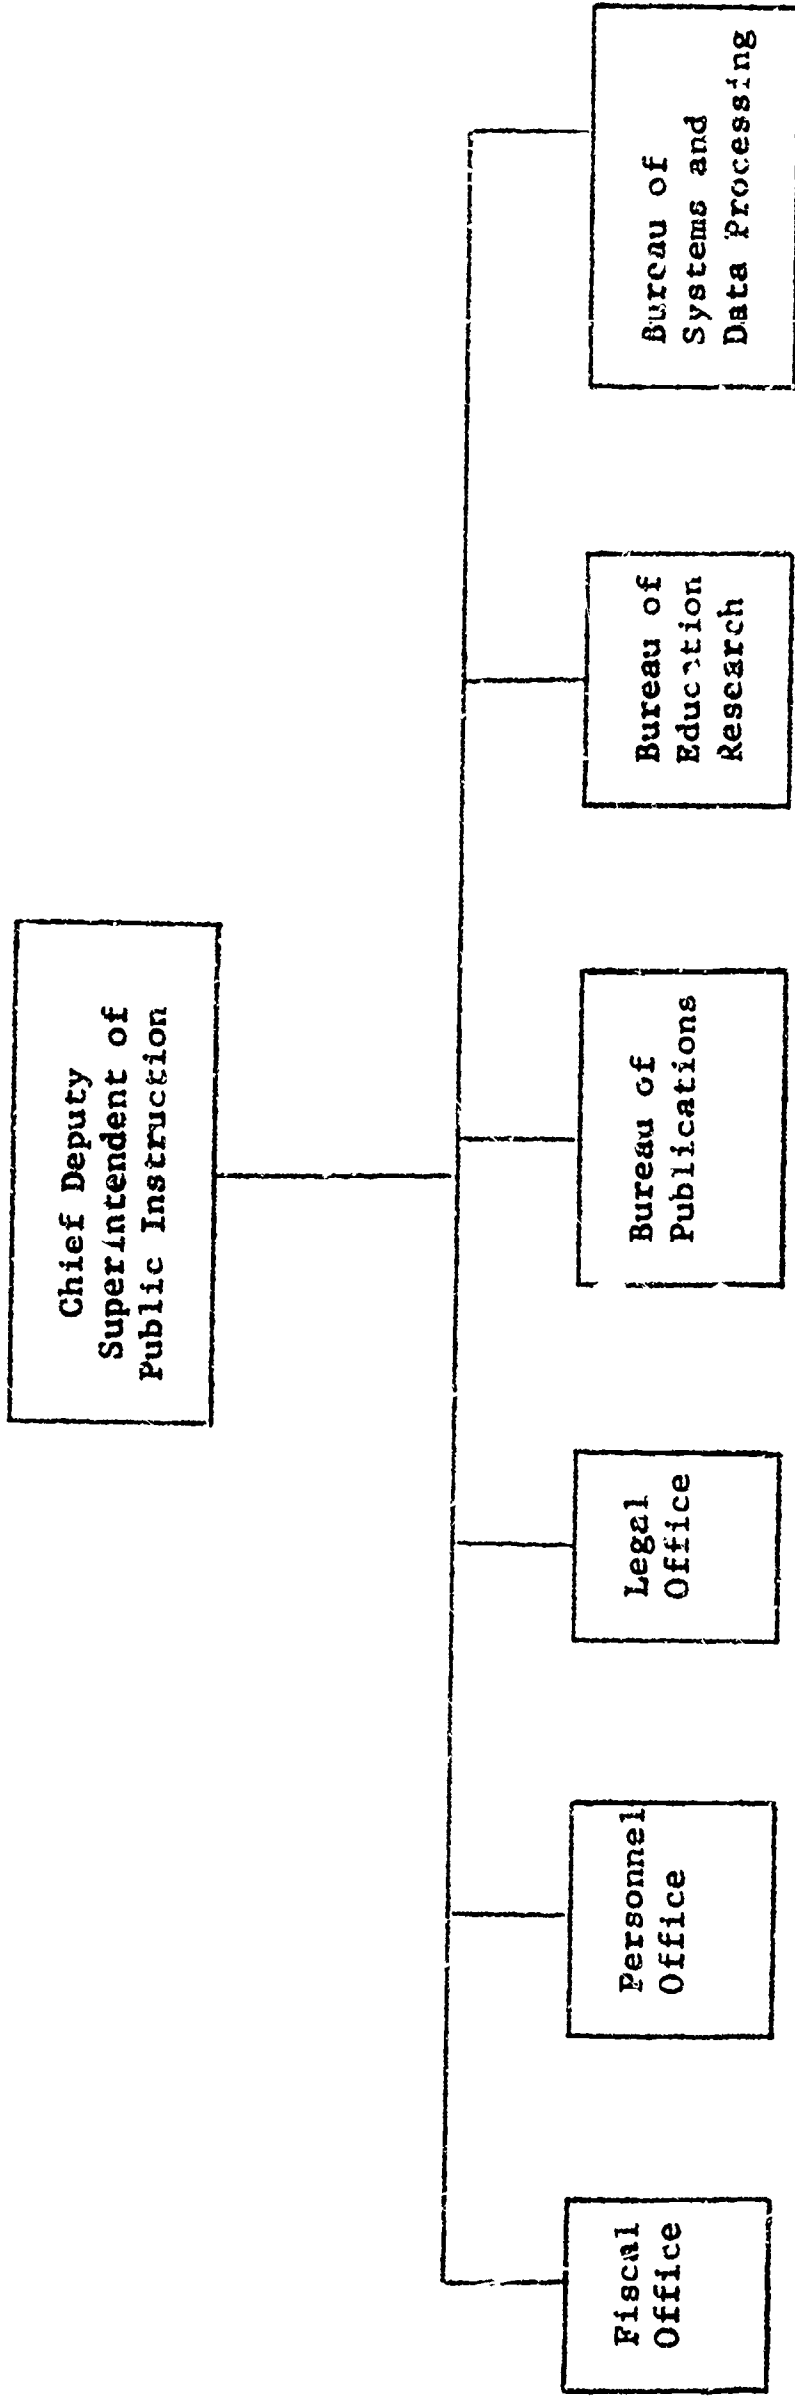 Chief Deputy
Superintendent of
Public Instruction
Fiscal
Office
Personnel
Office
Legal
Office
Bureau of
Publications
Bureau of
Education
Research
Bureau of
Systems and
Data Processing